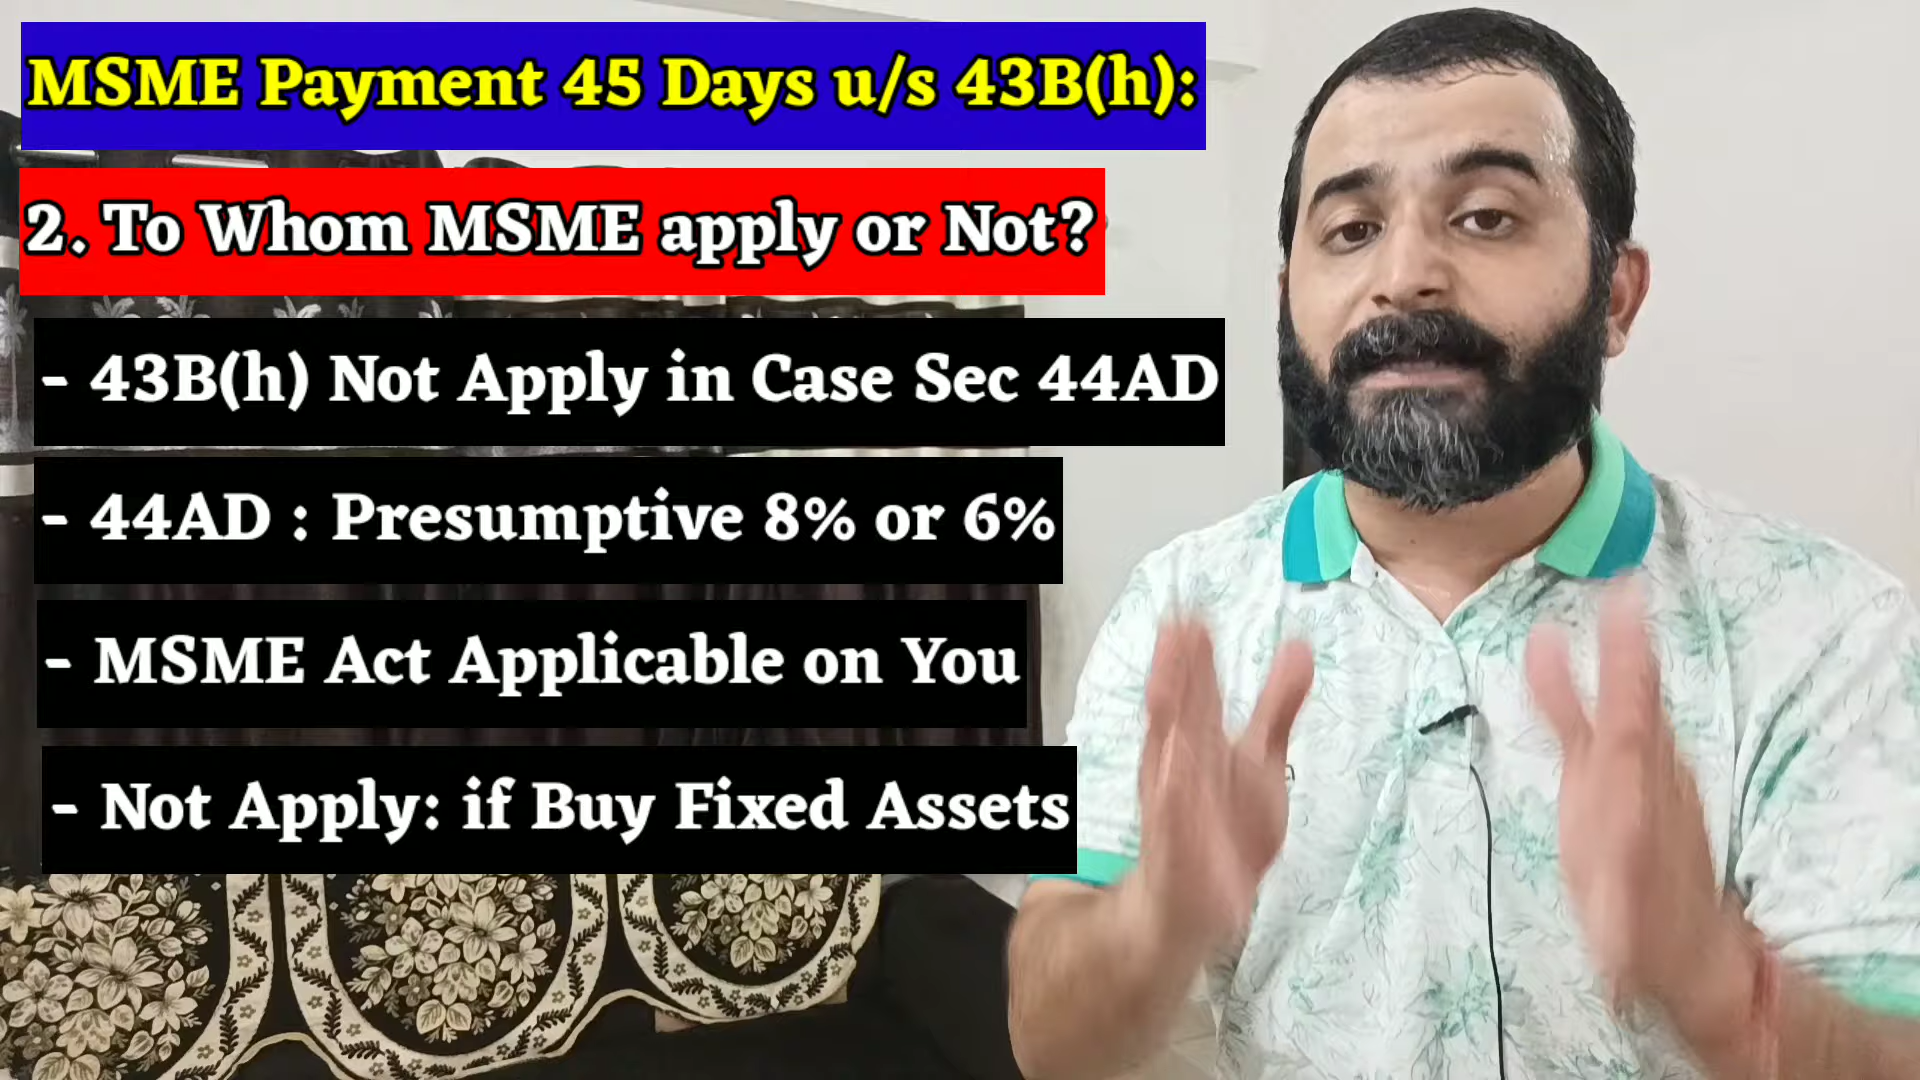 MSME Payment 45 Days u/s 43B(h):
2. To Whom MSME apply or Not?
- 43B(h) Not Apply in Case Sec 44AD
- 44AD : Presumptive 8% or 6%
- MSME Act Applicable on You
- Not Apply: if Buy Fixed Assets